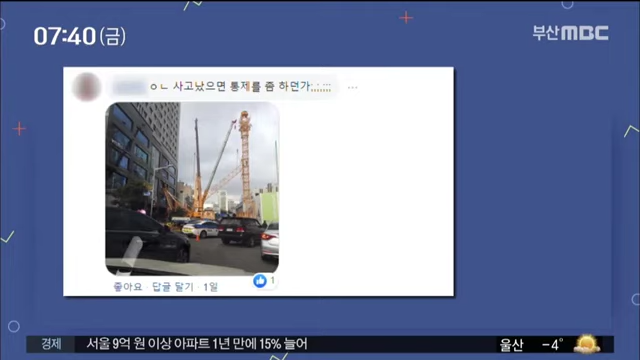 07:40(금)
부산MBC
ㅇㄴ 사고났으면 통제를 좀 하던가;;;;;; ...
좋아요 · 답글 달기 · 1일
1
경제 서울 9억 원 이상 아파트 1년 만에 15% 늘어 울산 -4°